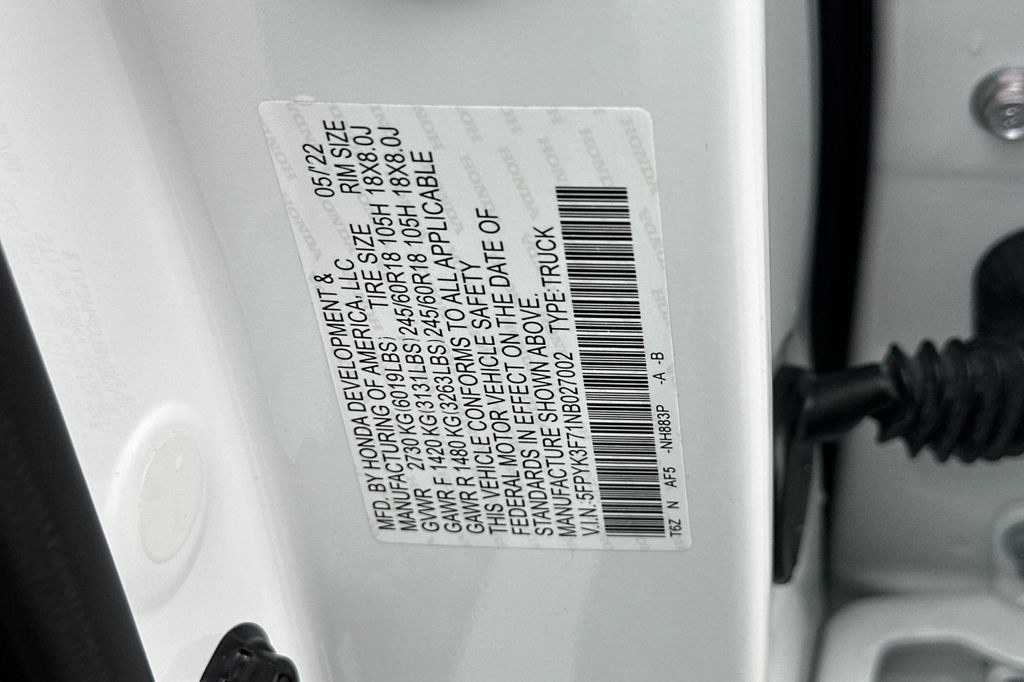 MFD. BY HONDA DEVELOPMENT & 05/'22
MANUFACTURING OF AMERICA, LLC
GVWR 2730 KG(6019LBS) TIRE SIZE RIM SIZE
GAWR F 1420 KG(3131LBS) 245/60R18 105H 18X8.0J
GAWR R 1480 KG(3263LBS) 245/60R18 105H 18X8.0J
THIS VEHICLE CONFORMS TO ALL APPLICABLE
FEDERAL MOTOR VEHICLE SAFETY
STANDARDS IN EFFECT ON THE DATE OF
MANUFACTURE SHOWN ABOVE.
V.I.N.:5FPYK3F71NB027002 TYPE:TRUCK
T6Z N AF5 -NH883P -A -B